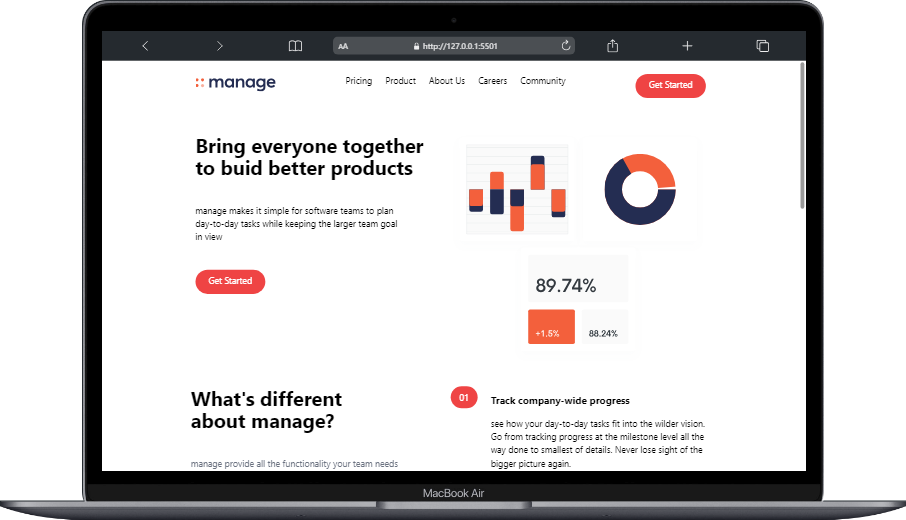 AA
http://127.0.0.1:5501
manage
Pricing Product About Us Careers Community
Get Started
Bring everyone together
to buid better products
manage makes it simple for software teams to plan
day-to-day tasks while keeping the larger team goal
in view
Get Started
89.74%
+1.5%
88.24%
What's different
about manage?
manage provide all the functionality your team needs
01
Track company-wide progress
see how your day-to-day tasks fit into the wilder vision.
Go from tracking progress at the milestone level all the
way done to smallest of details. Never lose sight of the
bigger picture again.
MacBook Air